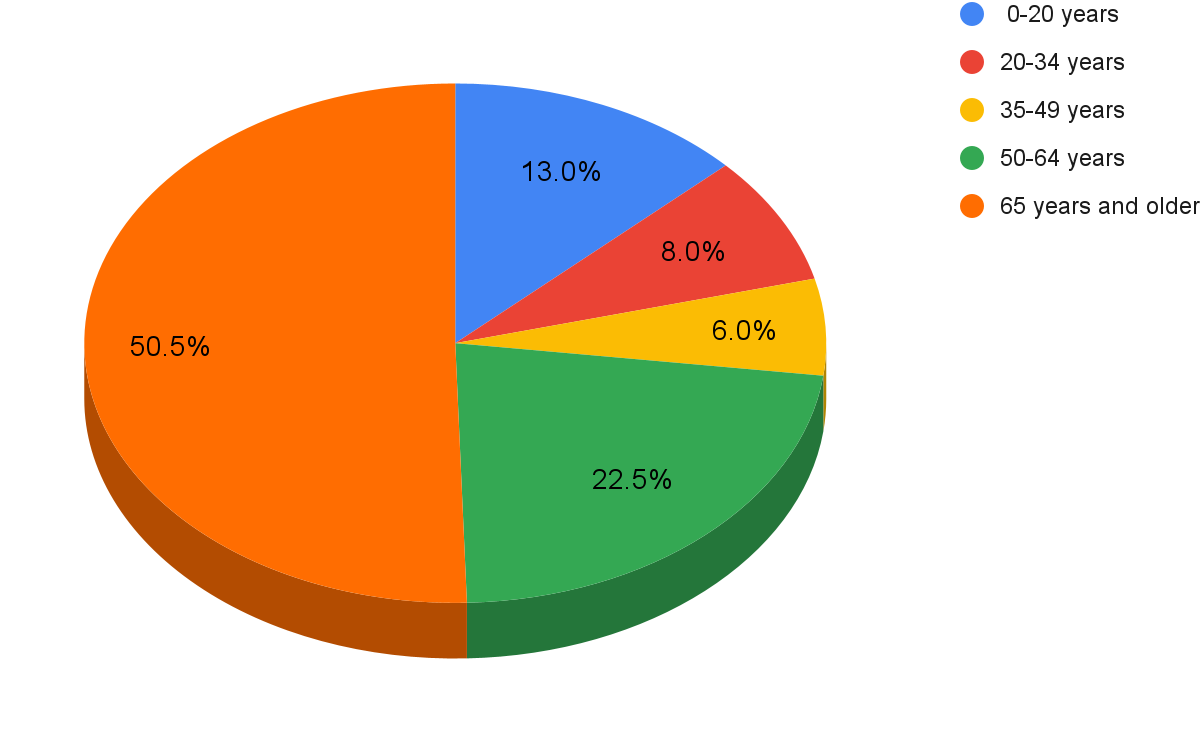 0-20 years
20-34 years
35-49 years
50-64 years
65 years and older
13.0%
8.0%
6.0%
22.5%
50.5%